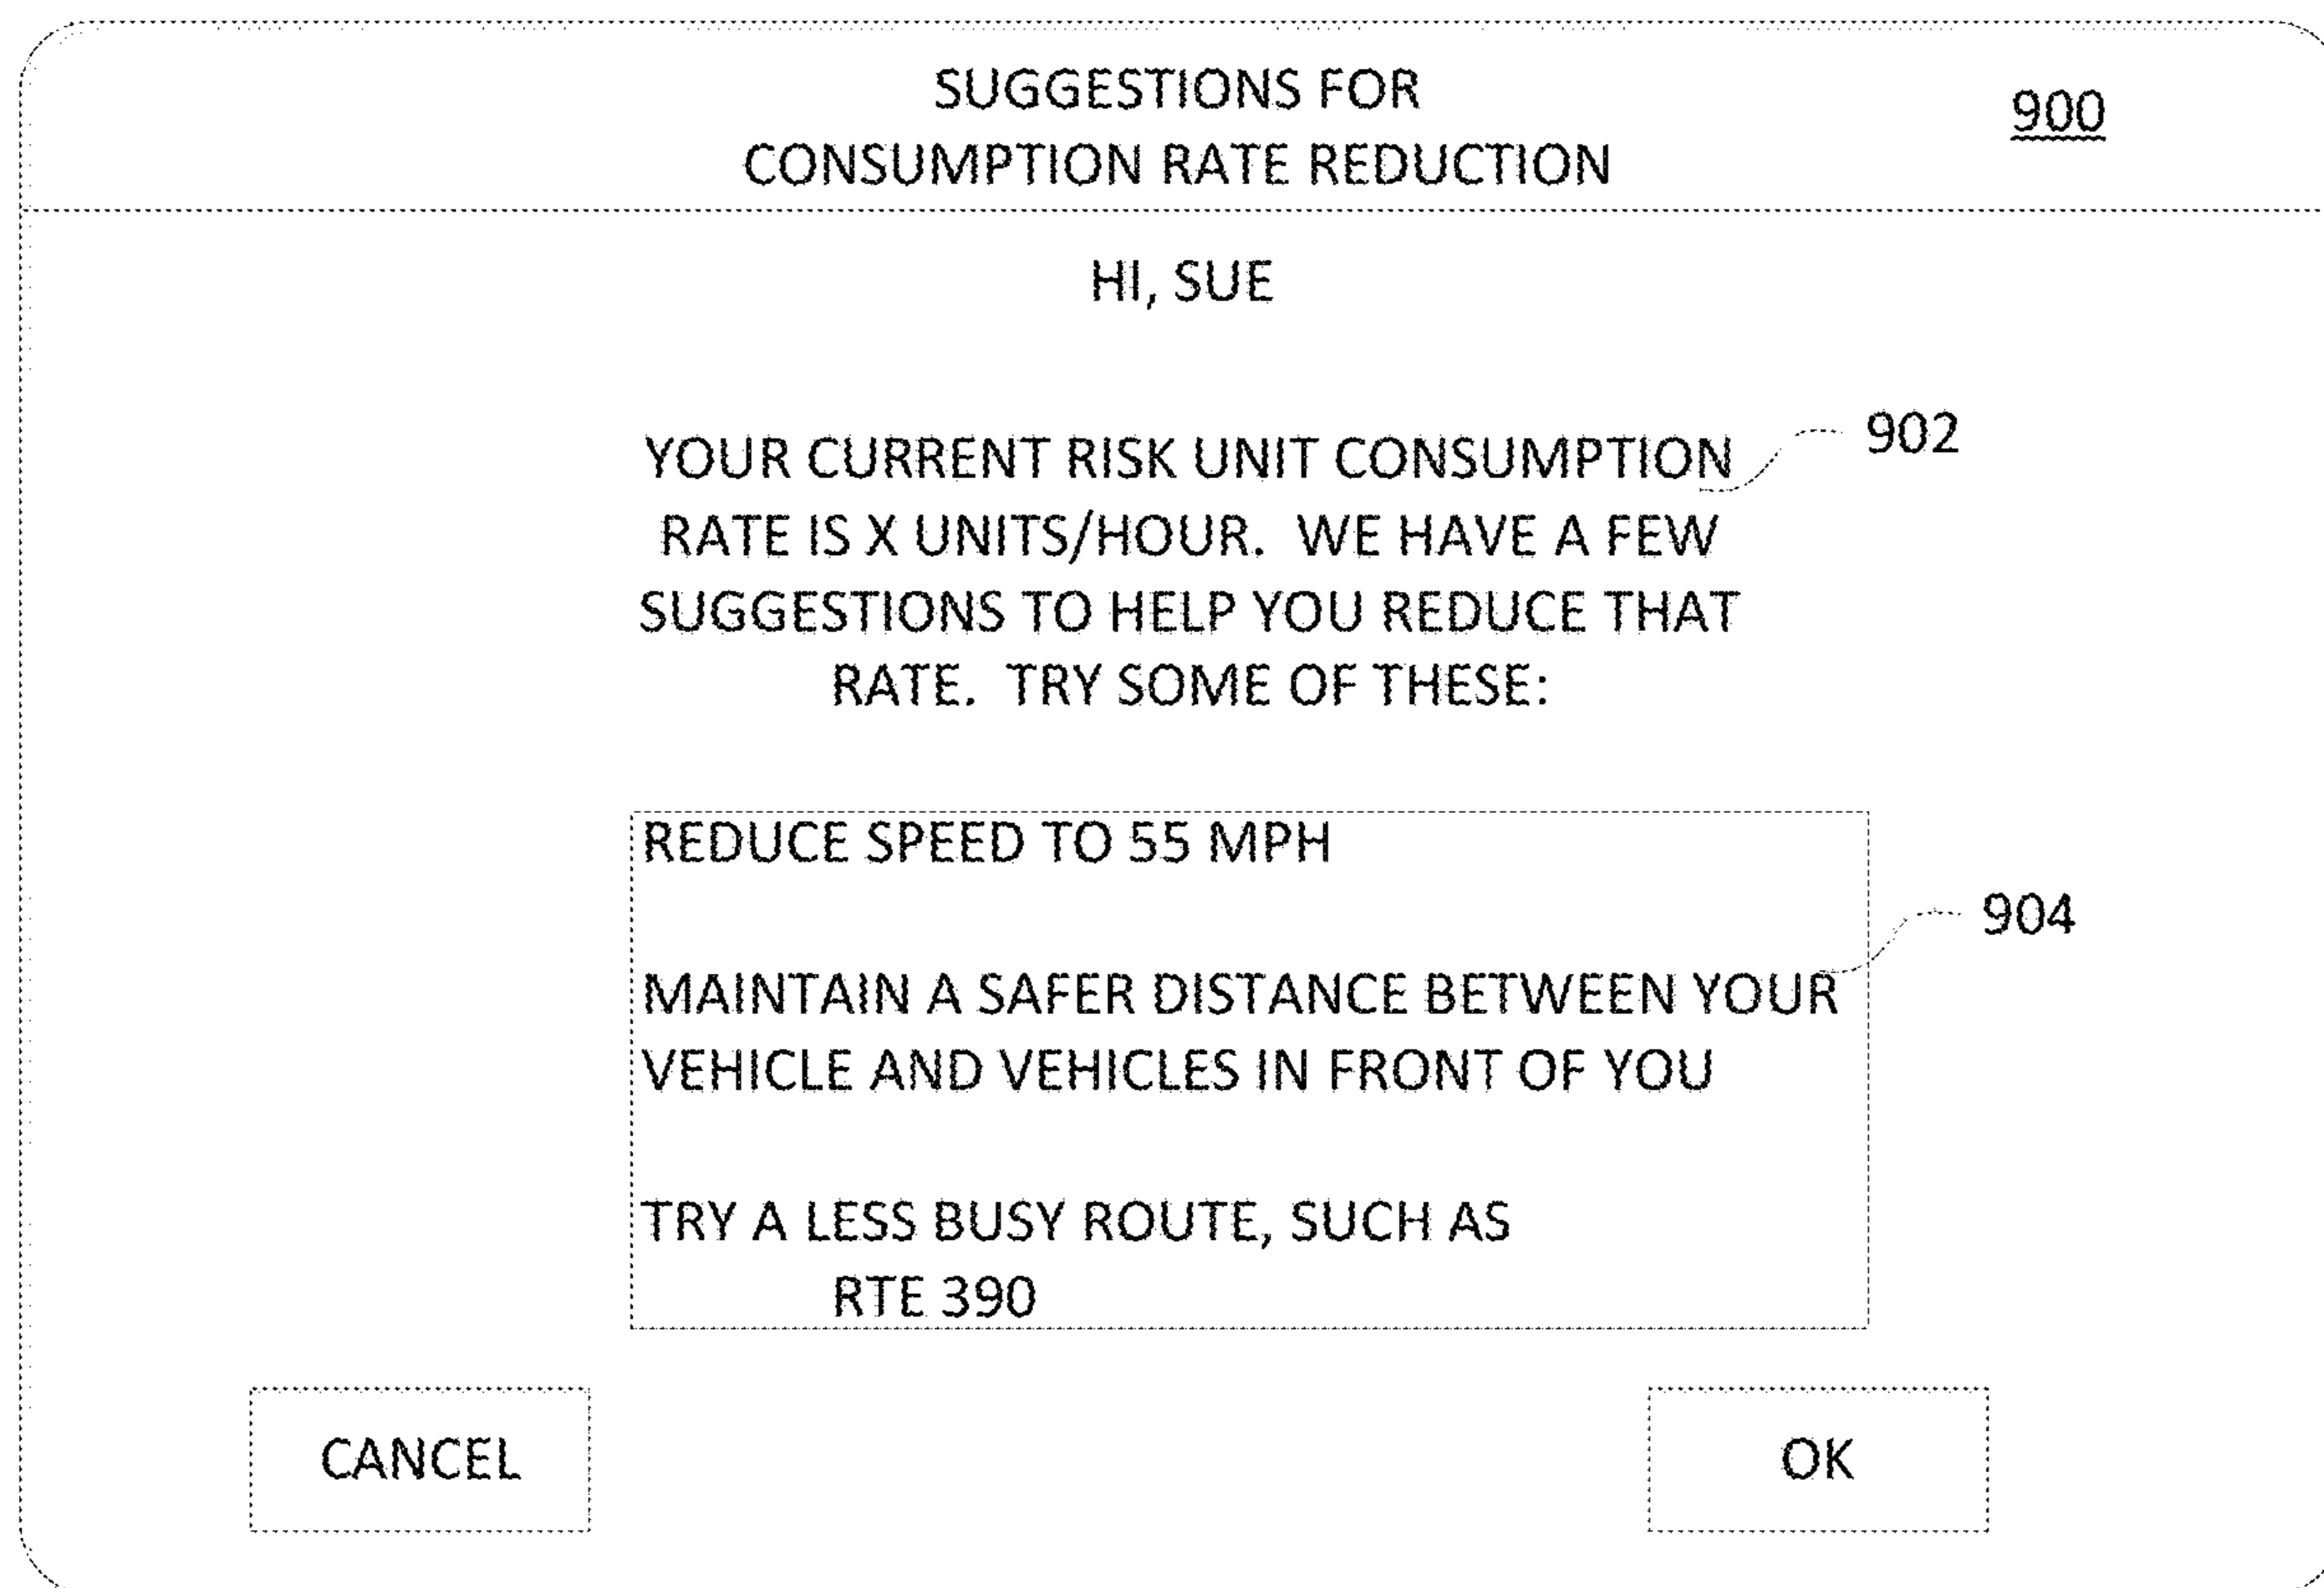 SUGGESTIONS FOR
CONSUMPTION RATE REDUCTION
900
HI, SUE
YOUR CURRENT RISK UNIT CONSUMPTION
902
RATE IS X UNITS/HOUR. WE HAVE A FEW
SUGGESTIONS TO HELP YOU REDUCE THAT
RATE. TRY SOME OF THESE:
REDUCE SPEED TO 55 MPH
904
MAINTAIN A SAFER DISTANCE BETWEEN YOUR
VEHICLE AND VEHICLES IN FRONT OF YOU
TRY A LESS BUSY ROUTE, SUCH AS
RTE 390
CANCEL
OK